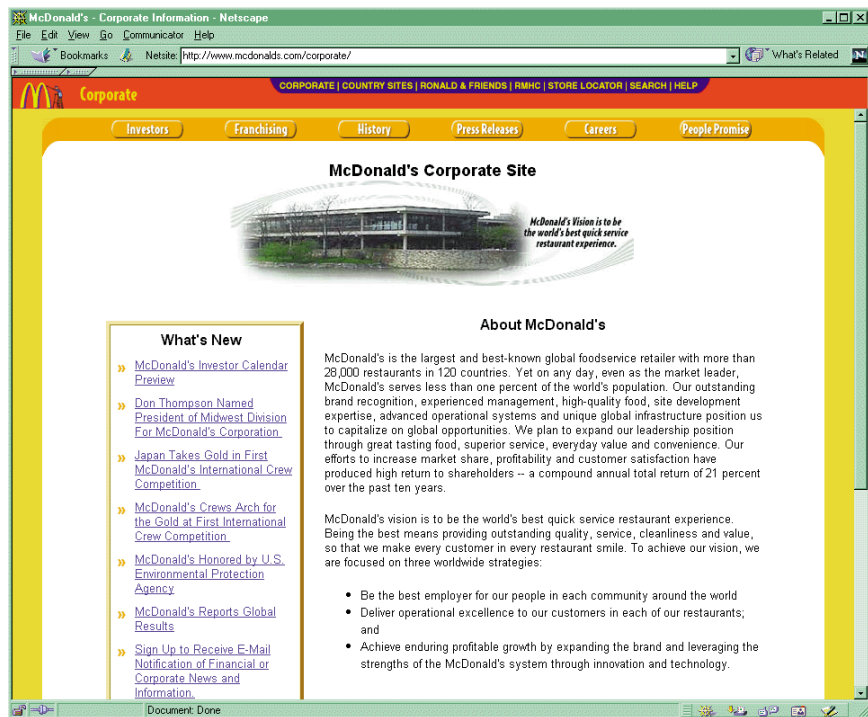 McDonald's - Corporate Information - Netscape
File Edit View Go Communicator Help
Bookmarks Netsite: http://www.mcdonalds.com/corporate/ What's Related
Corporate
CORPORATE | COUNTRY SITES | RONALD & FRIENDS | RMHC | STORE LOCATOR | SEARCH | HELP
Investors Franchising History Press Releases Careers People Promise
McDonald's Corporate Site
McDonald's Vision is to be
the world's best quick service
restaurant experience.
What's New
McDonald's Investor Calendar
Preview
Don Thompson Named
President of Midwest Division
For McDonald's Corporation
Japan Takes Gold in First
McDonald's International Crew
Competition
McDonald's Crews Arch for
the Gold at First International
Crew Competition
McDonald's Honored by U.S.
Environmental Protection
Agency
McDonald's Reports Global
Results
Sign Up to Receive E-Mail
Notification of Financial or
Corporate News and
Information.
About McDonald's
McDonald's is the largest and best-known global foodservice retailer with more than
28,000 restaurants in 120 countries. Yet on any day, even as the market leader,
McDonald's serves less than one percent of the world's population. Our outstanding
brand recognition, experienced management, high-quality food, site development
expertise, advanced operational systems and unique global infrastructure position us
to capitalize on global opportunities. We plan to expand our leadership position
through great tasting food, superior service, everyday value and convenience. Our
efforts to increase market share, profitability and customer satisfaction have
produced high return to shareholders -- a compound annual total return of 21 percent
over the past ten years.
McDonald's vision is to be the world's best quick service restaurant experience.
Being the best means providing outstanding quality, service, cleanliness and value,
so that we make every customer in every restaurant smile. To achieve our vision, we
are focused on three worldwide strategies:
• Be the best employer for our people in each community around the world
• Deliver operational excellence to our customers in each of our restaurants;
and
• Achieve enduring profitable growth by expanding the brand and leveraging the
strengths of the McDonald's system through innovation and technology.
Document: Done